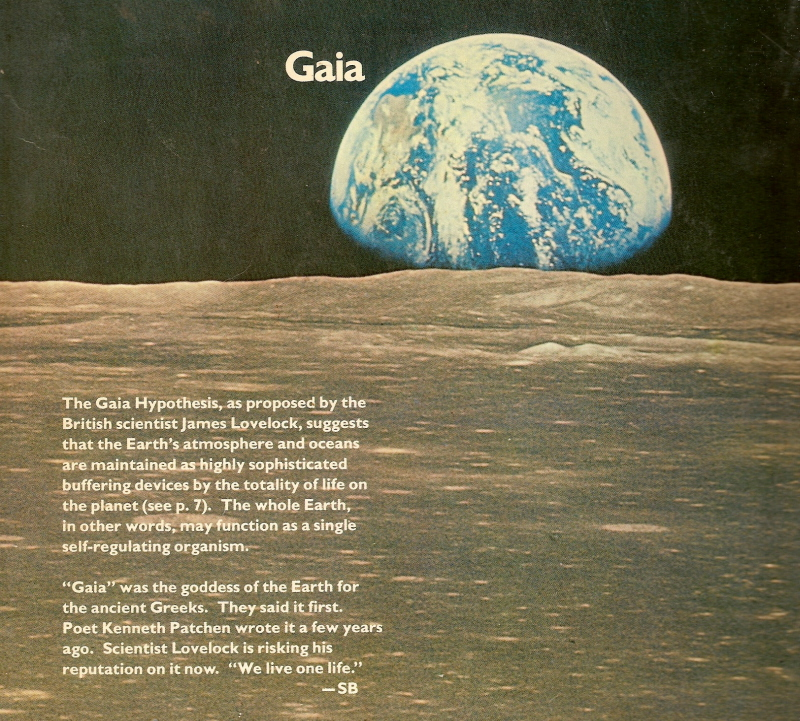 Gaia
The Gaia Hypothesis, as proposed by the
British scientist James Lovelock, suggests
that the Earth's atmosphere and oceans
are maintained as highly sophisticated
buffering devices by the totality of life on
the planet (see p. 7).  The whole Earth,
in other words, may function as a single
self-regulating organism.
“Gaia” was the goddess of the Earth for
the ancient Greeks.  They said it first.
Poet Kenneth Patchen wrote it a few years
ago.  Scientist Lovelock is risking his
reputation on it now.  “We live one life.”
—SB